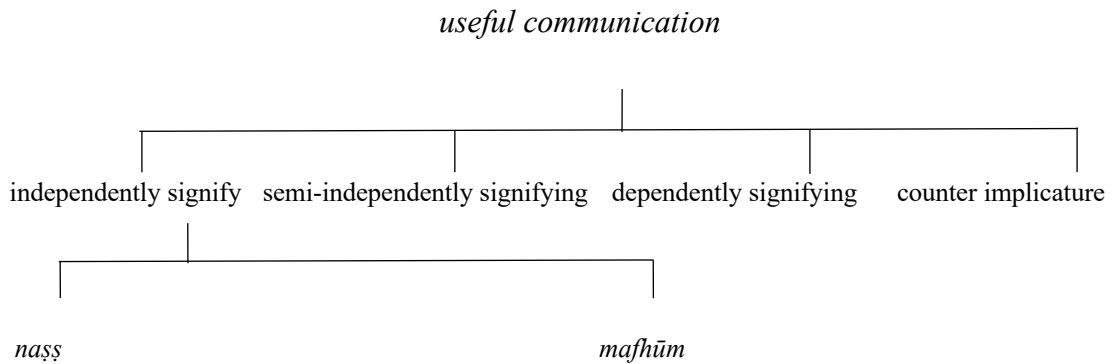 useful communication
independently signify semi-independently signifying dependently signifying counter implicature
naṣṣ mafhūm